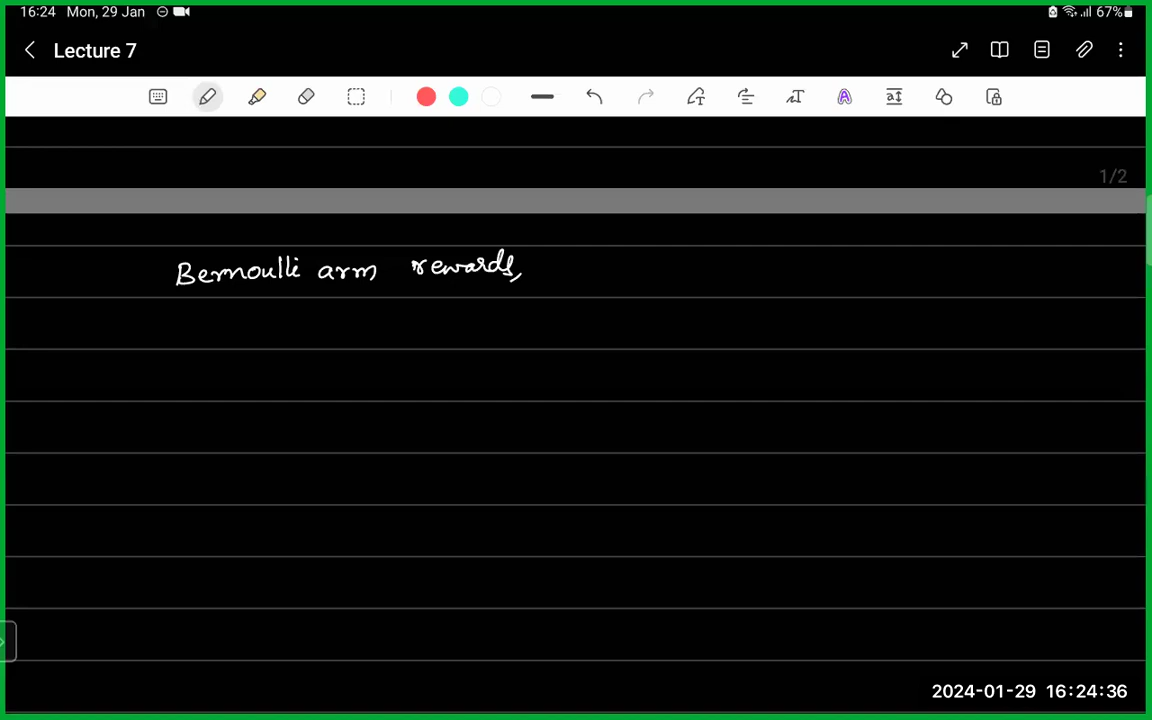 16:24 Mon, 29 Jan 67%
Lecture 7
1/2
Bernoulli arm rewards,
2024-01-29 16:24:36